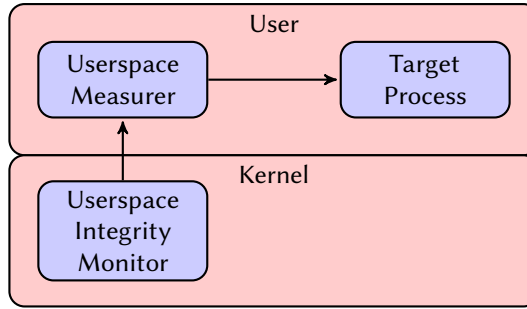 User
Userspace
Measurer
Target
Process
Kernel
Userspace
Integrity
Monitor